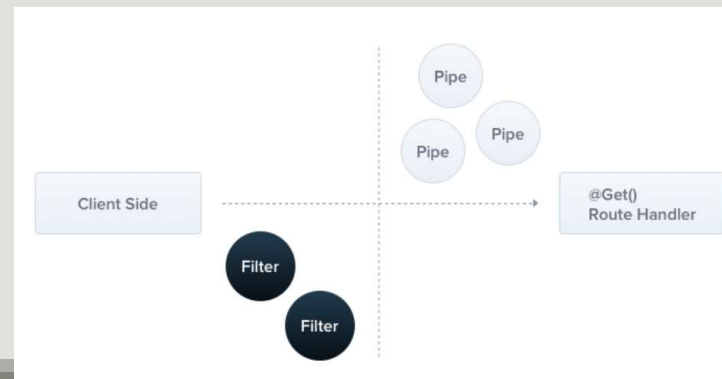 Pipe
Pipe
Pipe
Client Side
@Get()
Route Handler
Filter
Filter